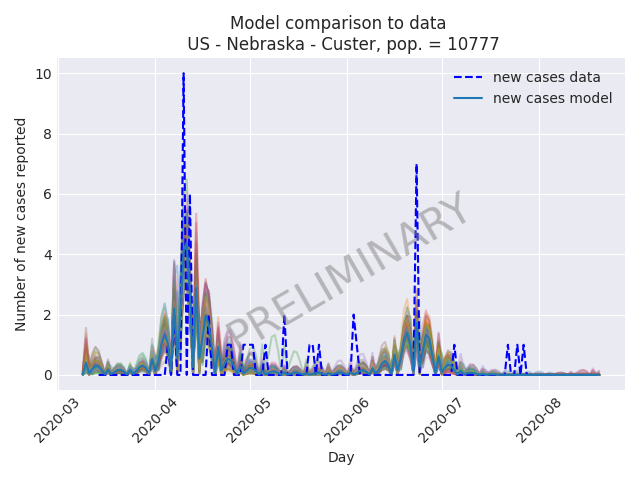 Model comparison to data
US - Nebraska - Custer, pop. = 10777
new cases data
new cases model
Number of new cases reported
10
8
6
4
2
0
PRELIMINARY
2020-03
2020-04
2020-05
2020-06
2020-07
2020-08
Day